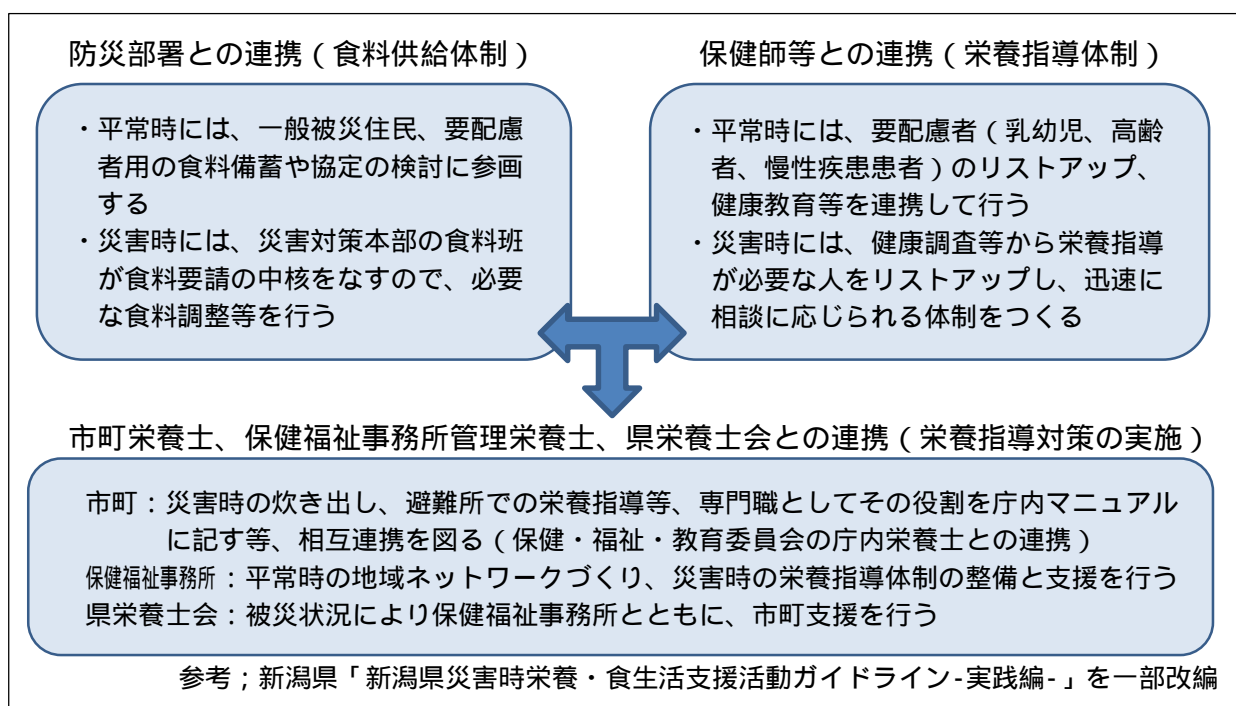 防災部署との連携(食料供給体制)
・平常時には、一般被災住民、要配慮
者用の食料備蓄や協定の検討に参画
する
・災害時には、災害対策本部の食料班
が食料要請の中核をなすので、必要
な食料調整等を行う
保健師等との連携(栄養指導体制)
・平常時には、要配慮者(乳幼児、高齢
者、慢性疾患患者)のリストアップ、
健康教育等を連携して行う
・災害時には、健康調査等から栄養指導
が必要な人をリストアップし、迅速に
相談に応じられる体制をつくる
市町栄養士、保健福祉事務所管理栄養士、県栄養士会との連携(栄養指導対策の実施)
市町:災害時の炊き出し、避難所での栄養指導等、専門職としてその役割を庁内マニュアル
に記す等、相互連携を図る(保健・福祉・教育委員会の庁内栄養士との連携)
保健福祉事務所:平常時の地域ネットワークづくり、災害時の栄養指導体制の整備と支援を行う
県栄養士会:被災状況により保健福祉事務所とともに、市町支援を行う
参考;新潟県「新潟県災害時栄養・食生活支援活動ガイドライン-実践編-」を一部改編